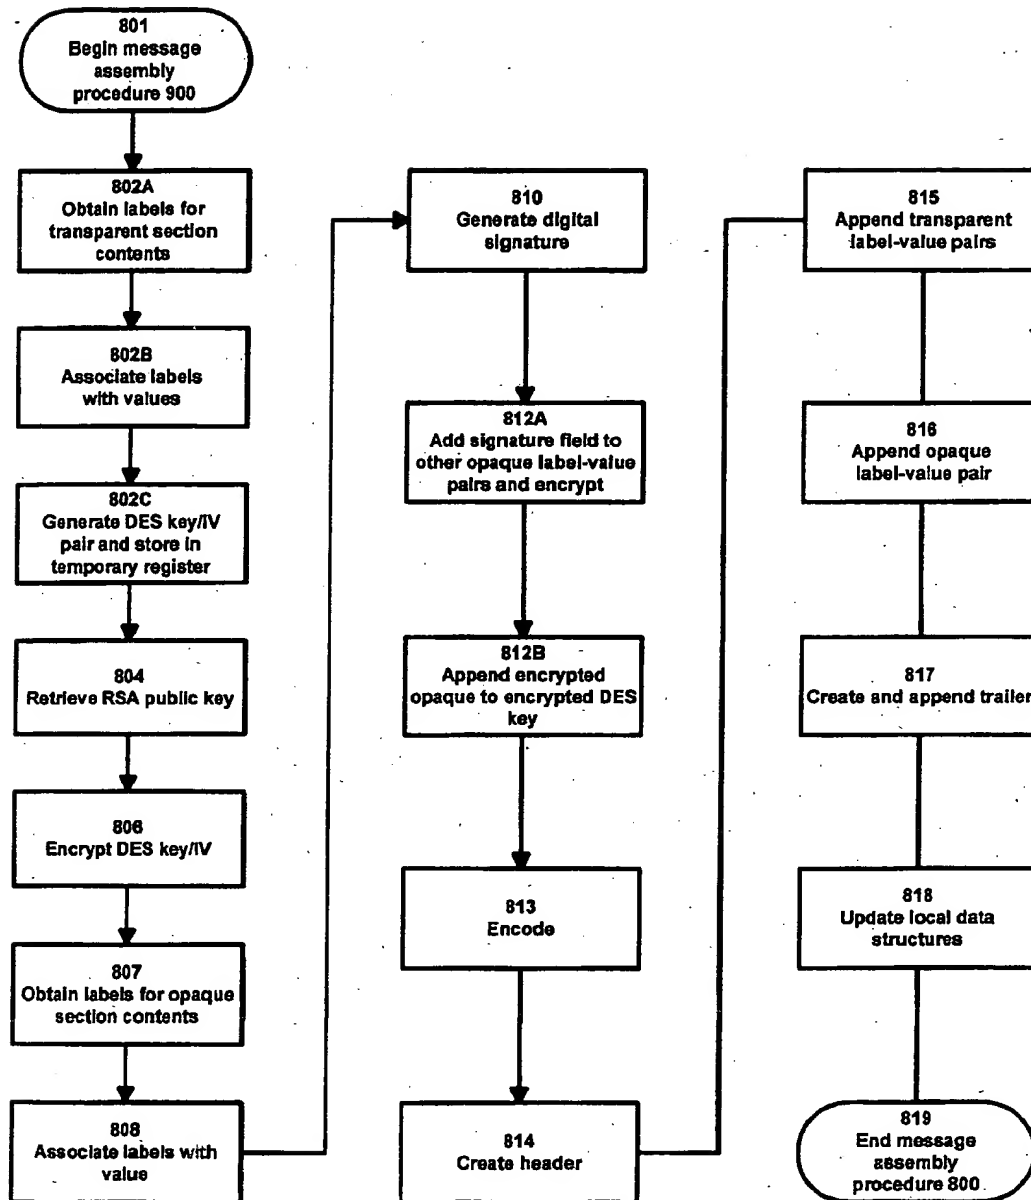 801
Begin message
assembly
procedure 900
802A
Obtain labels for
transparent section
contents
802B
Associate labels
with values
802C
Generate DES key/IV
pair and store in
temporary register
804
Retrieve RSA public key
806
Encrypt DES key/IV
807
Obtain labels for opaque
section contents
808
Associate labels with
value
810
Generate digital
signature
812A
Add signature field to
other opaque label-value
pairs and encrypt
812B
Append encrypted
opaque to encrypted DES
key
813
Encode
814
Create header
815
Append transparent
label-value pairs
816
Append opaque
label-value pair
817
Create and append trailer
818
Update local data
structures
819
End message
assembly
procedure 800